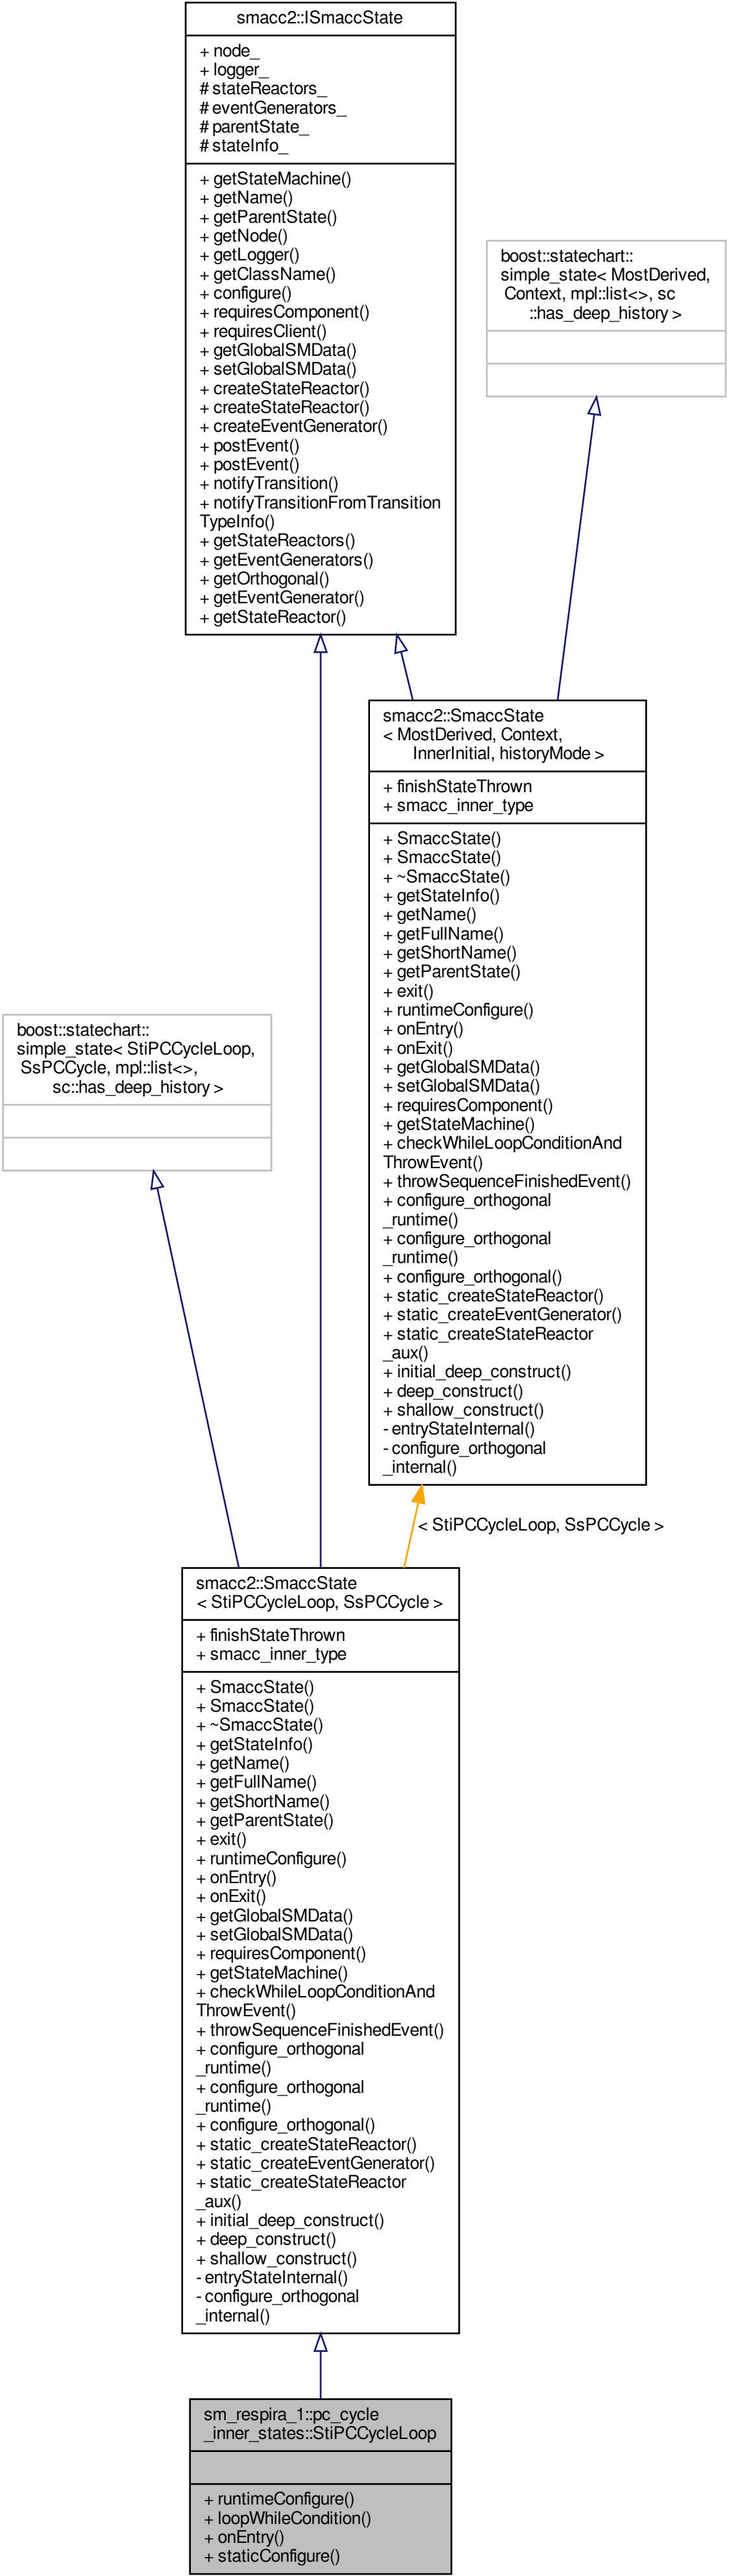 smacc2::ISmaccState
+ node_
+ logger_
# stateReactors_
# eventGenerators_
# parentState_
# stateInfo_
+ getStateMachine()
+ getName()
+ getParentState()
+ getNode()
+ getLogger()
+ getClassName()
+ configure()
+ requiresComponent()
+ requiresClient()
+ getGlobalSMData()
+ setGlobalSMData()
+ createStateReactor()
+ createStateReactor()
+ createEventGenerator()
+ postEvent()
+ postEvent()
+ notifyTransition()
+ notifyTransitionFromTransition
TypeInfo()
+ getStateReactors()
+ getEventGenerators()
+ getOrthogonal()
+ getEventGenerator()
+ getStateReactor()
boost::statechart::
simple_state< MostDerived,
Context, mpl::list<>, sc
::has_deep_history >
smacc2::SmaccState
< MostDerived, Context,
InnerInitial, historyMode >
+ finishStateThrown
+ smacc_inner_type
+ SmaccState()
+ SmaccState()
+ ~SmaccState()
+ getStateInfo()
+ getName()
+ getFullName()
+ getShortName()
+ getParentState()
+ exit()
+ runtimeConfigure()
+ onEntry()
+ onExit()
+ getGlobalSMData()
+ setGlobalSMData()
+ requiresComponent()
+ getStateMachine()
+ checkWhileLoopConditionAnd
ThrowEvent()
+ throwSequenceFinishedEvent()
+ configure_orthogonal
_runtime()
+ configure_orthogonal
_runtime()
+ configure_orthogonal()
+ static_createStateReactor()
+ static_createEventGenerator()
+ static_createStateReactor
_aux()
+ initial_deep_construct()
+ deep_construct()
+ shallow_construct()
- entryStateInternal()
- configure_orthogonal
_internal()
boost::statechart::
simple_state< StiPCCycleLoop,
SsPCCycle, mpl::list<>,
sc::has_deep_history >
< StiPCCycleLoop, SsPCCycle >
smacc2::SmaccState
< StiPCCycleLoop, SsPCCycle >
+ finishStateThrown
+ smacc_inner_type
+ SmaccState()
+ SmaccState()
+ ~SmaccState()
+ getStateInfo()
+ getName()
+ getFullName()
+ getShortName()
+ getParentState()
+ exit()
+ runtimeConfigure()
+ onEntry()
+ onExit()
+ getGlobalSMData()
+ setGlobalSMData()
+ requiresComponent()
+ getStateMachine()
+ checkWhileLoopConditionAnd
ThrowEvent()
+ throwSequenceFinishedEvent()
+ configure_orthogonal
_runtime()
+ configure_orthogonal
_runtime()
+ configure_orthogonal()
+ static_createStateReactor()
+ static_createEventGenerator()
+ static_createStateReactor
_aux()
+ initial_deep_construct()
+ deep_construct()
+ shallow_construct()
- entryStateInternal()
- configure_orthogonal
_internal()
sm_respira_1::pc_cycle
_inner_states::StiPCCycleLoop
+ runtimeConfigure()
+ loopWhileCondition()
+ onEntry()
+ staticConfigure()